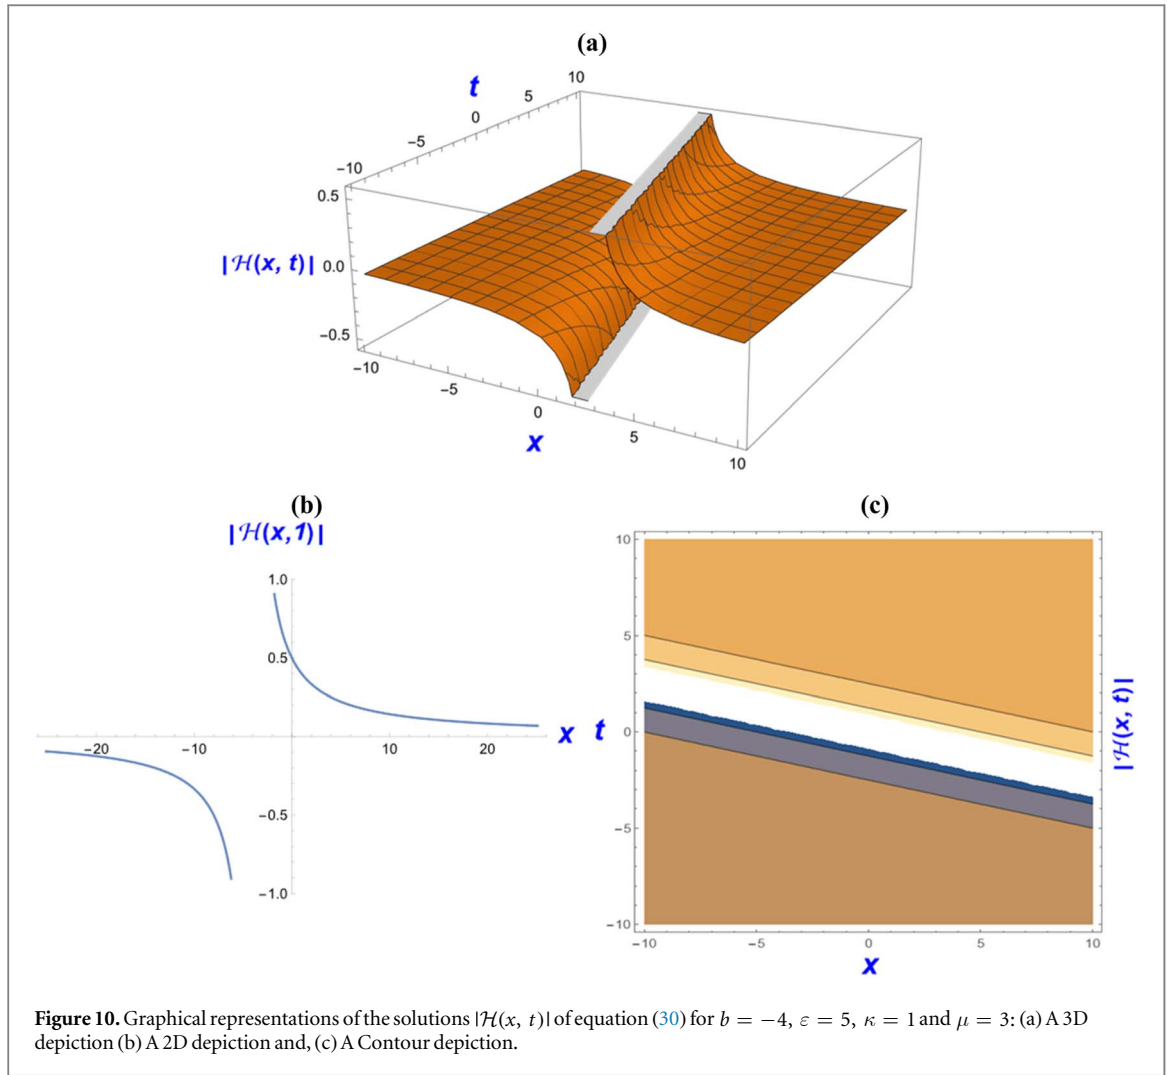 (a)
t
10
5
0
−5
−10
0.5
|ℋ(x, t)| 0.0
−0.5
−10
−5
0
5
10
x
(b)
|ℋ(x,1)|
1.0
0.5
−20
−10
10
20
x
−0.5
−1.0
(c)
10
5
t
0
−5
−10
−10
−5
0
5
10
x
|ℋ(x, t)|
Figure 10. Graphical representations of the solutions |ℋ(x, t)| of equation (30) for b = −4, ε = 5, κ = 1 and μ = 3: (a) A 3D
depiction (b) A 2D depiction and, (c) A Contour depiction.